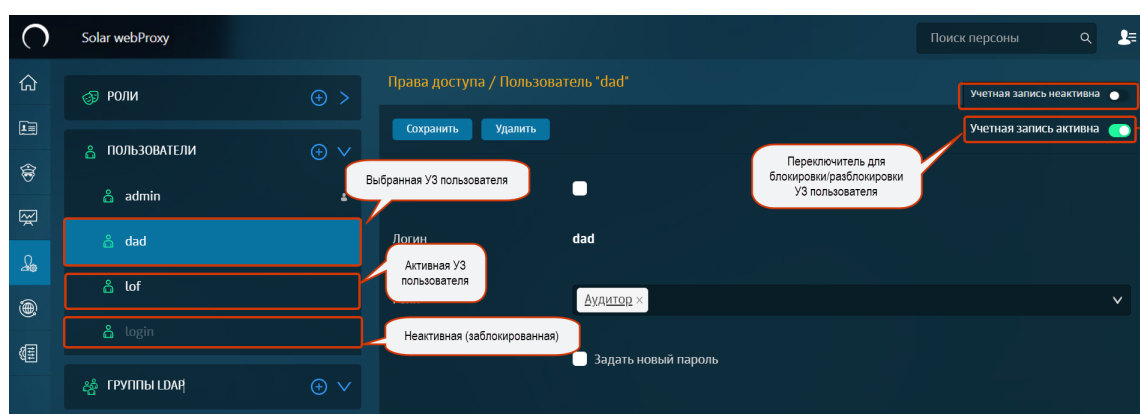 Solar webProxy
Поиск персоны
Права доступа / Пользователь "dad"
Учетная запись неактивна
РОЛИ
Сохранить
Удалить
Учетная запись активна
ПОЛЬЗОВАТЕЛИ
Переключитель для
блокировки/разблокировки
УЗ пользователя
Выбранная УЗ пользователя
admin
dad
Логин
dad
Активная УЗ
пользователя
lof
Аудитор ×
login
Неактивная (заблокированная)
Задать новый пароль
ГРУППЫ LDAP